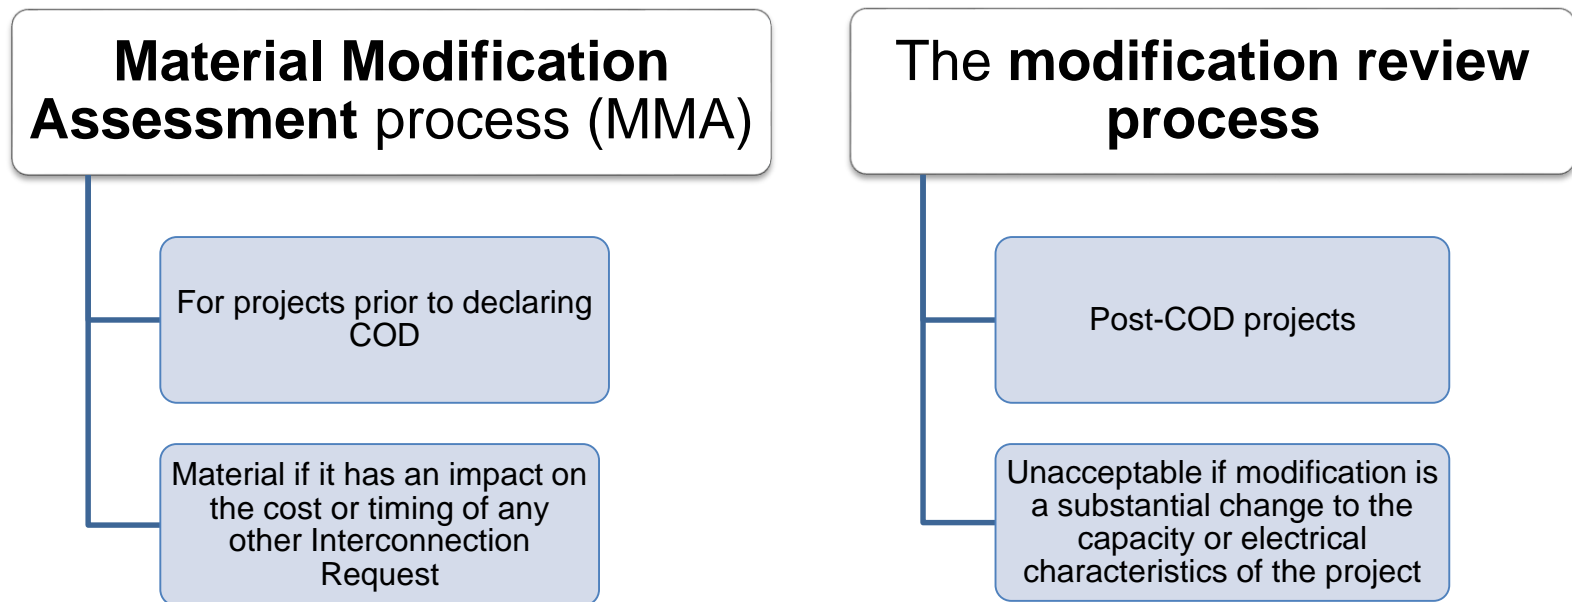 Material Modification
Assessment process (MMA)
For projects prior to declaring
COD
Material if it has an impact on
the cost or timing of any
other Interconnection
Request
The modification review
process
Post-COD projects
Unacceptable if modification is
a substantial change to the
capacity or electrical
characteristics of the project